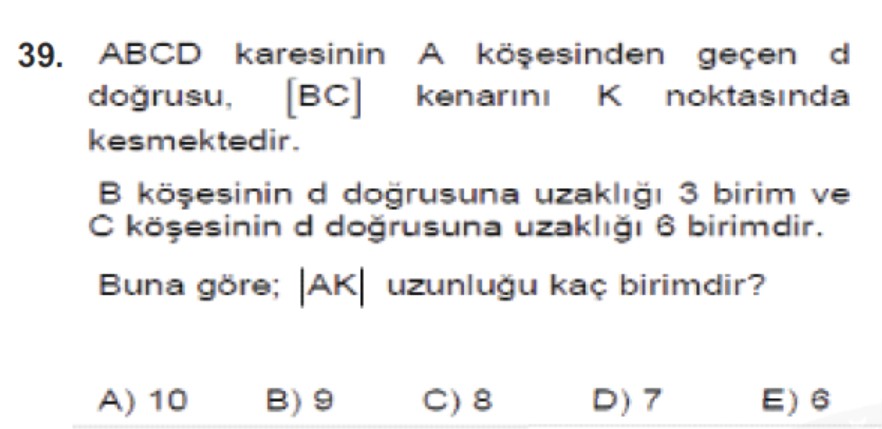 39. ABCD karesinin A köşesinden geçen d
doğrusu, [BC] kenarını K noktasında
kesmektedir.
B köşesinin d doğrusuna uzaklığı 3 birim ve
C köşesinin d doğrusuna uzaklığı 6 birimdir.
Buna göre; |AK| uzunluğu kaç birimdir?
A) 10 B) 9 C) 8 D) 7 E) 6